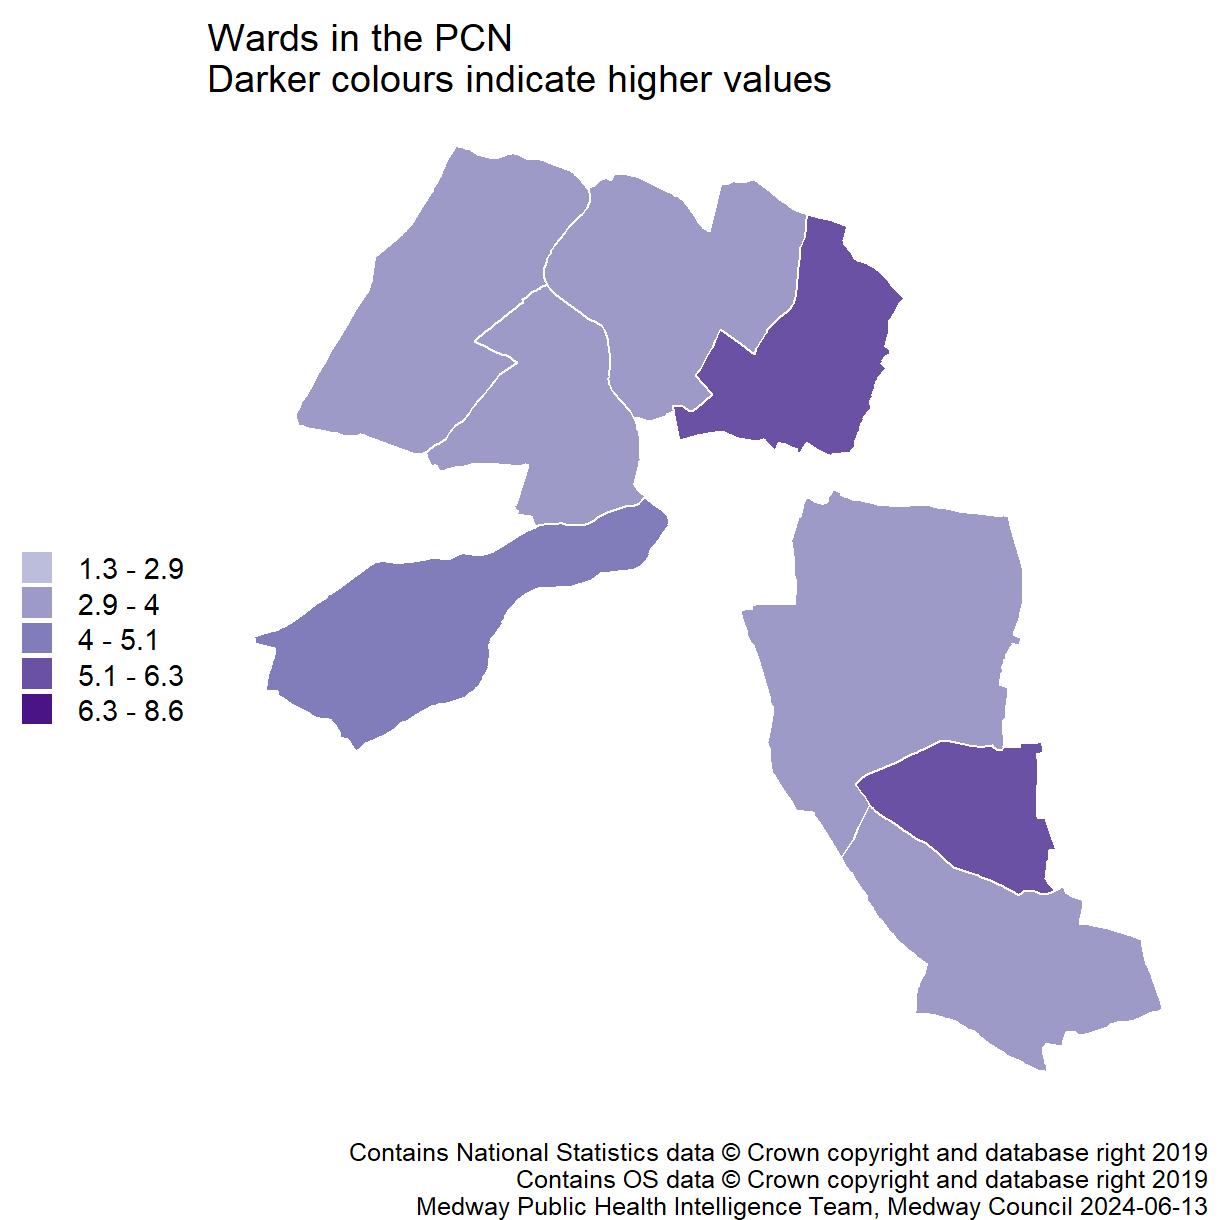 Wards in the PCN
Darker colours indicate higher values
1.3 - 2.9
2.9 - 4
4 - 5.1
5.1 - 6.3
6.3 - 8.6
Contains National Statistics data © Crown copyright and database right 2019
Contains OS data © Crown copyright and database right 2019
Medway Public Health Intelligence Team, Medway Council 2024-06-13